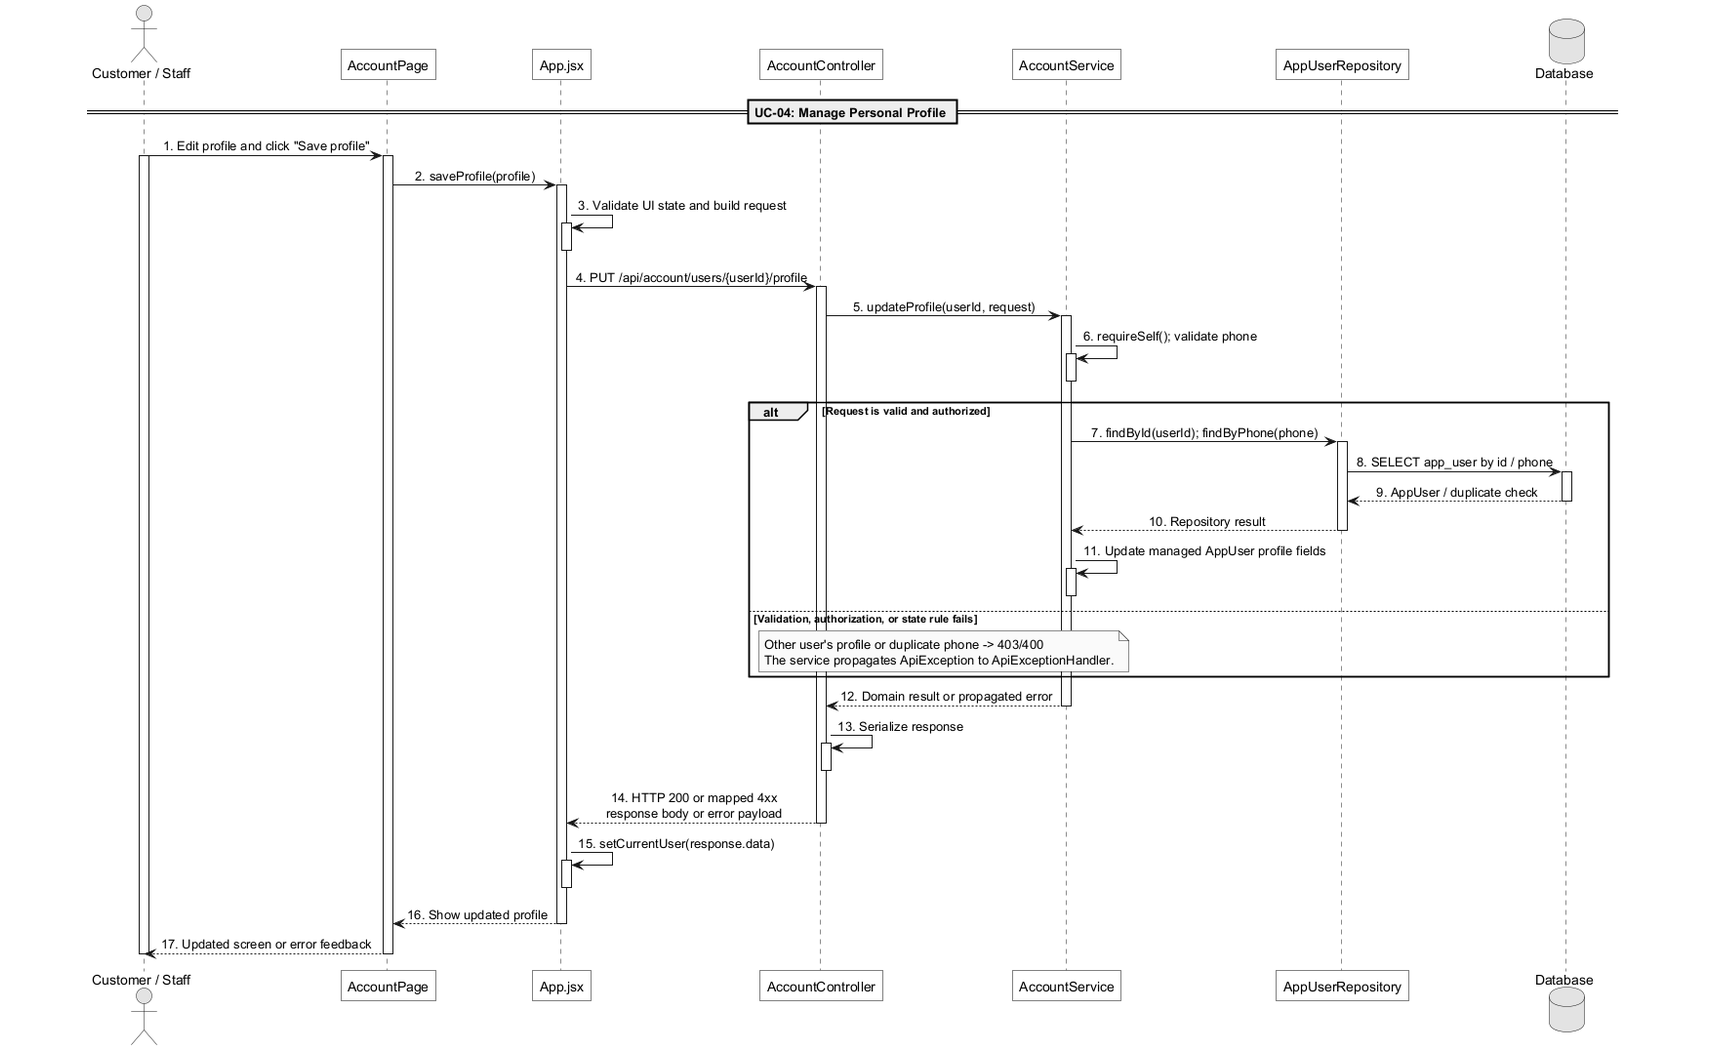 Customer / Staff
AccountPage
App.jsx
AccountController
AccountService
AppUserRepository
Database
UC-04: Manage Personal Profile
1. Edit profile and click "Save profile"
2. saveProfile(profile)
3. Validate UI state and build request
4. PUT /api/account/users/{userId}/profile
5. updateProfile(userId, request)
6. requireSelf(); validate phone
alt
[Request is valid and authorized]
7. findById(userId); findByPhone(phone)
8. SELECT app_user by id / phone
9. AppUser / duplicate check
10. Repository result
11. Update managed AppUser profile fields
[Validation, authorization, or state rule fails]
Other user's profile or duplicate phone -> 403/400
The service propagates ApiException to ApiExceptionHandler.
12. Domain result or propagated error
13. Serialize response
14. HTTP 200 or mapped 4xx
response body or error payload
15. setCurrentUser(response.data)
16. Show updated profile
17. Updated screen or error feedback
Customer / Staff
AccountPage
App.jsx
AccountController
AccountService
AppUserRepository
Database